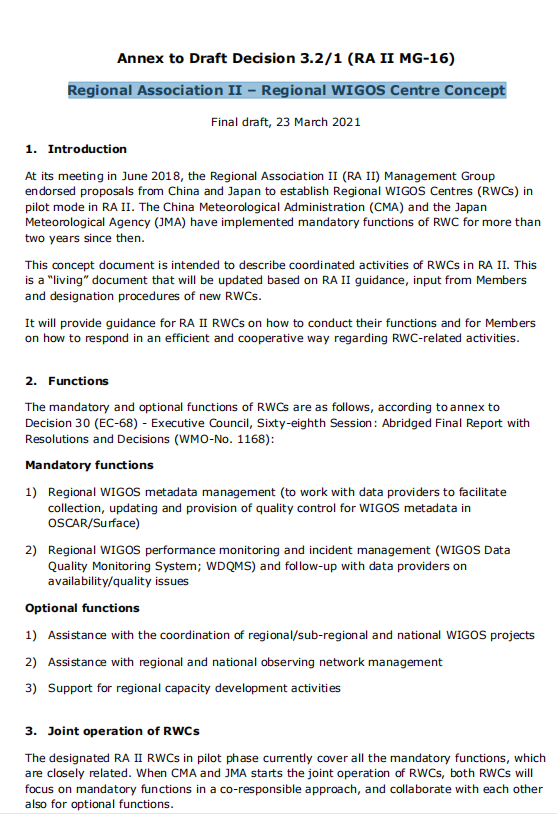 Annex to Draft Decision 3.2/1 (RA II MG-16)
Regional Association II – Regional WIGOS Centre Concept
Final draft, 23 March 2021
1. Introduction
At its meeting in June 2018, the Regional Association II (RA II) Management Group
endorsed proposals from China and Japan to establish Regional WIGOS Centres (RWCs) in
pilot mode in RA II. The China Meteorological Administration (CMA) and the Japan
Meteorological Agency (JMA) have implemented mandatory functions of RWC for more than
two years since then.
This concept document is intended to describe coordinated activities of RWCs in RA II. This
is a “living” document that will be updated based on RA II guidance, input from Members
and designation procedures of new RWCs.
It will provide guidance for RA II RWCs on how to conduct their functions and for Members
on how to respond in an efficient and cooperative way regarding RWC-related activities.
2. Functions
The mandatory and optional functions of RWCs are as follows, according to annex to
Decision 30 (EC-68) - Executive Council, Sixty-eighth Session: Abridged Final Report with
Resolutions and Decisions (WMO-No. 1168):
Mandatory functions
1) Regional WIGOS metadata management (to work with data providers to facilitate
collection, updating and provision of quality control for WIGOS metadata in
OSCAR/Surface)
2) Regional WIGOS performance monitoring and incident management (WIGOS Data
Quality Monitoring System; WDQMS) and follow-up with data providers on
availability/quality issues
Optional functions
1) Assistance with the coordination of regional/sub-regional and national WIGOS projects
2) Assistance with regional and national observing network management
3) Support for regional capacity development activities
3. Joint operation of RWCs
The designated RA II RWCs in pilot phase currently cover all the mandatory functions, which
are closely related. When CMA and JMA starts the joint operation of RWCs, both RWCs will
focus on mandatory functions in a co-responsible approach, and collaborate with each other
also for optional functions.